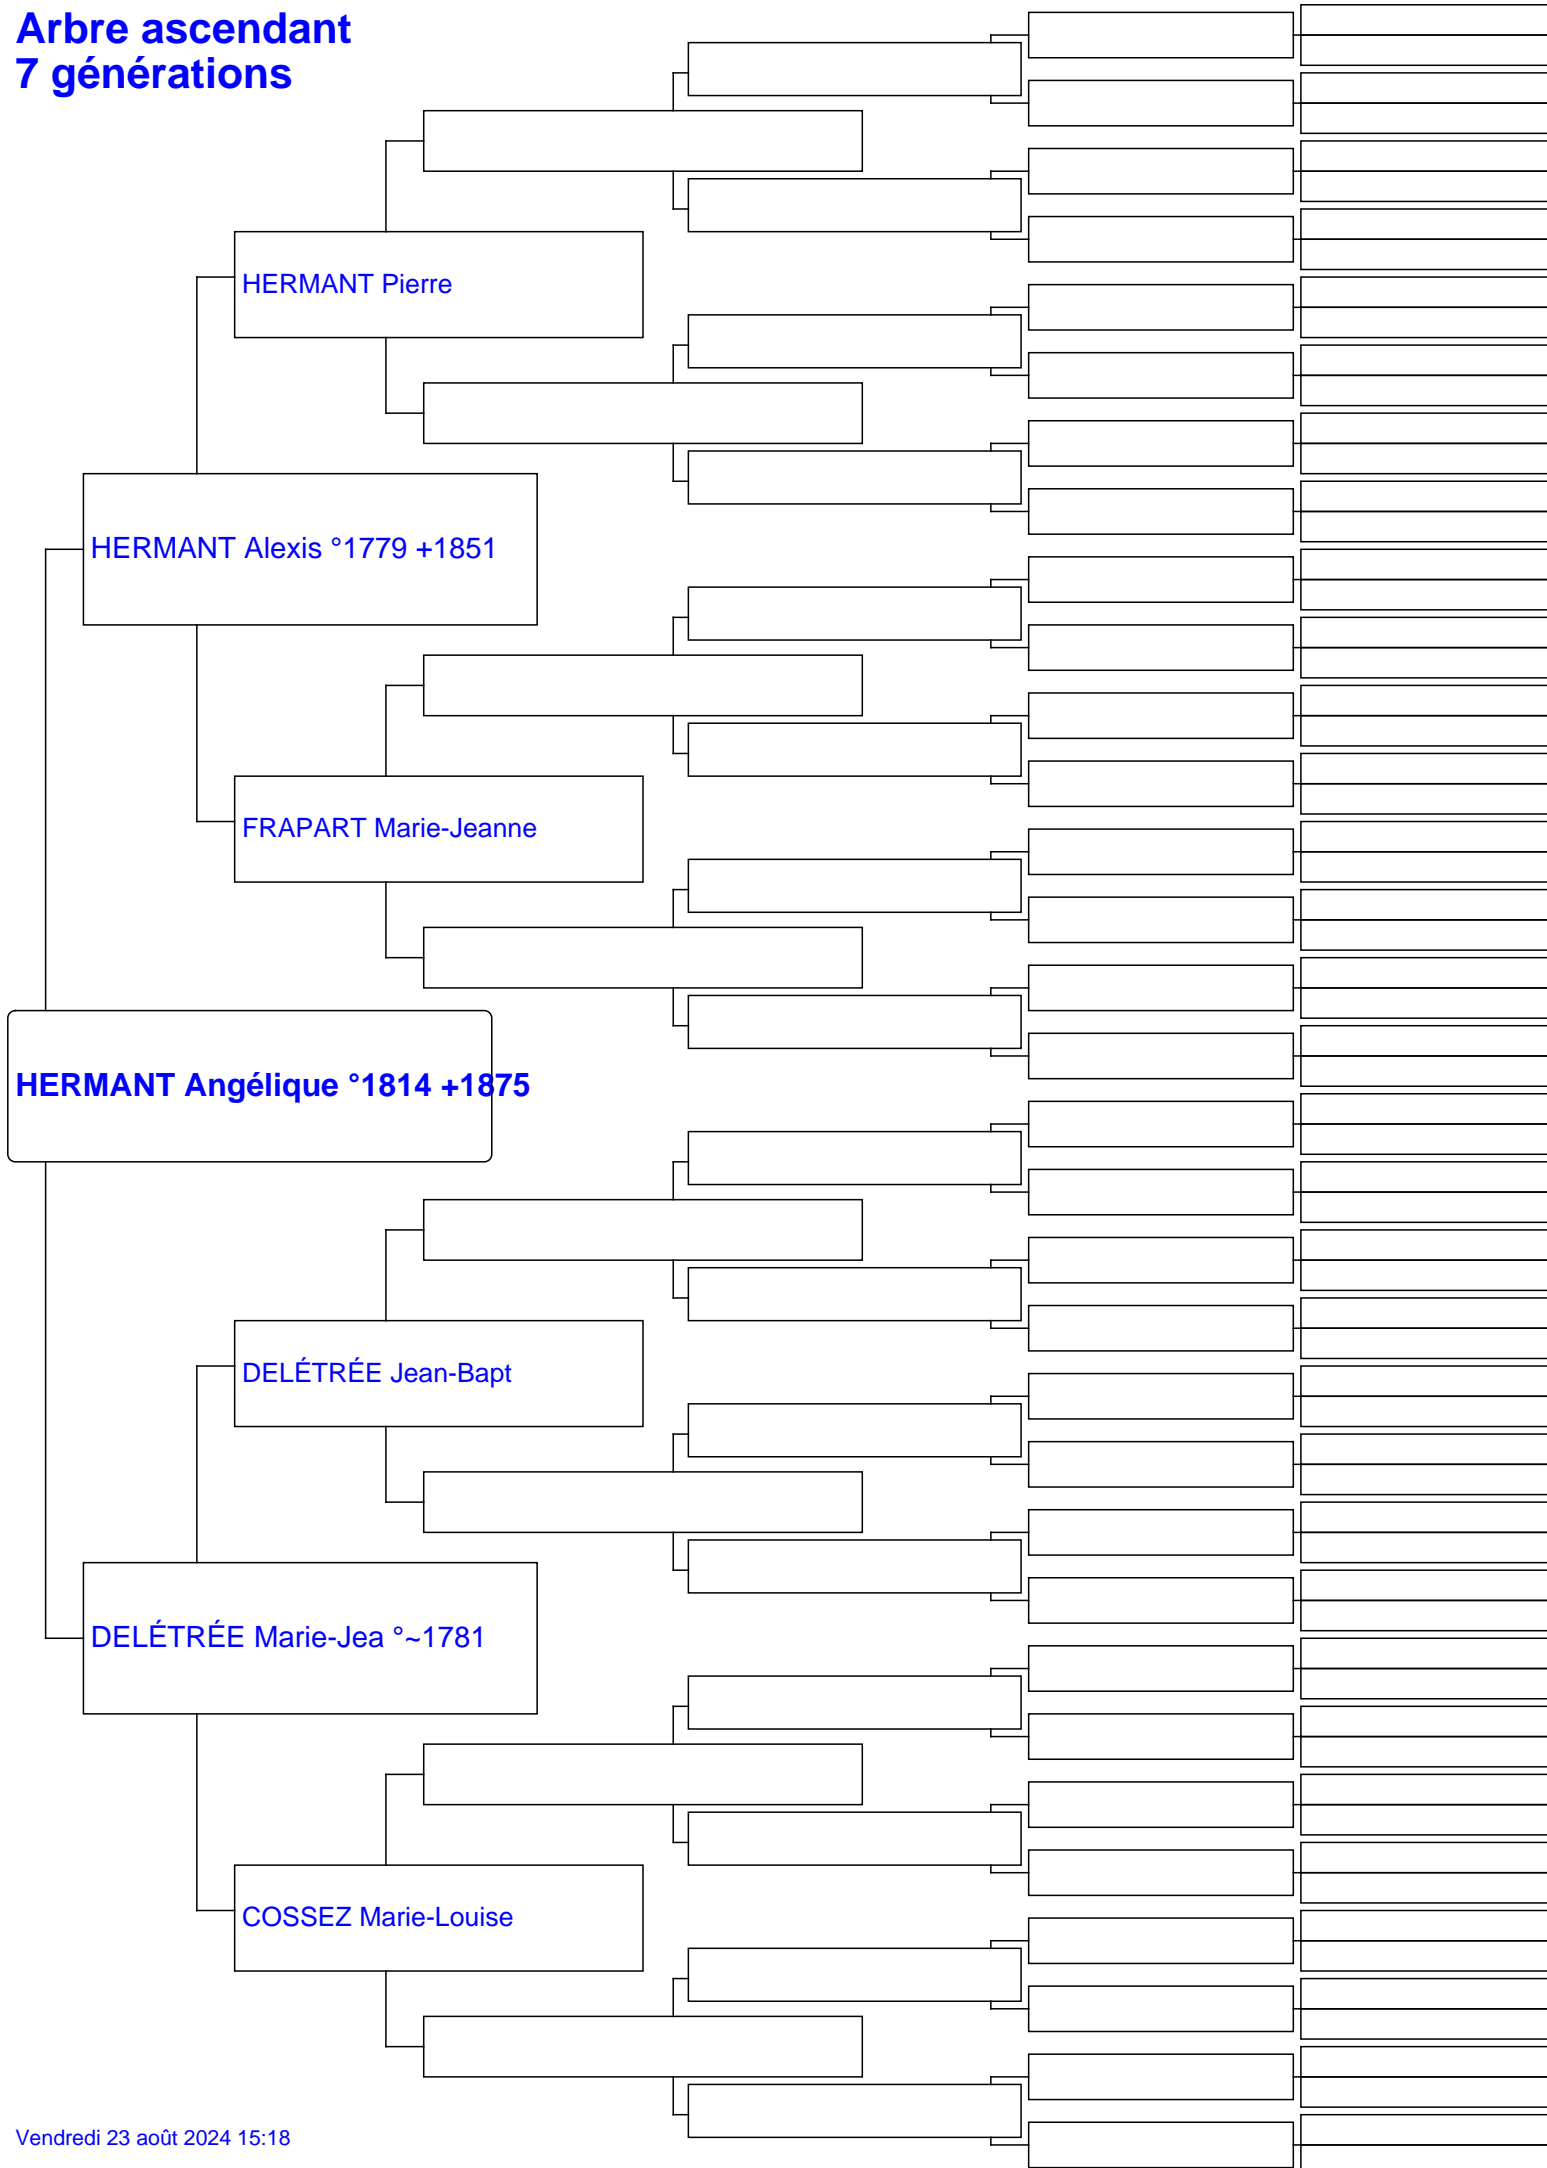 Arbre ascendant
7 générations
HERMANT Pierre
HERMANT Alexis °1779 +1851
FRAPART Marie-Jeanne
HERMANT Angélique °1814 +1875
DELÉTRÉE Jean-Bapt
DELÉTRÉE Marie-Jea °~1781
COSSEZ Marie-Louise
Vendredi 23 août 2024 15:18